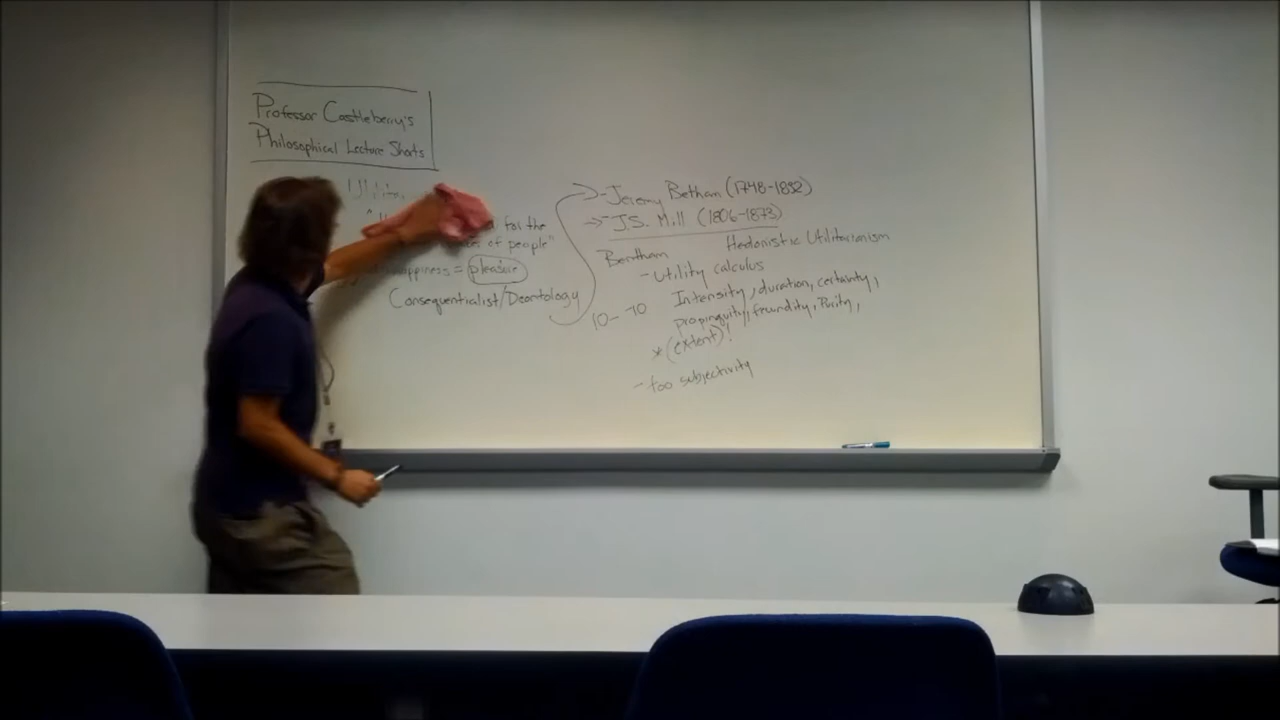 Professor Castleberry's
Philosophical Lecture Shorts
for the
of people"
= pleasure
Consequentialist/Deontology
- Jeremy Betham (1748-1832)
- J.S. Mill (1806-1873)
Bentham
Hedonistic Utilitarianism
- Utility calculus
Intensity, duration, certainty,
propinquity, fecundity, Purity,
* (extent)!
10 - -10
- too subjectivity